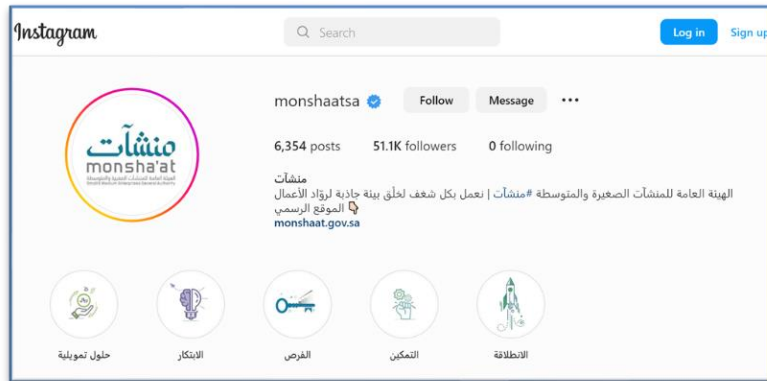 Instagram
Search
Log in
Sign up
منشآت
monsha'at
monshaatsa
Follow
Message
6,354 posts
51.1K followers
0 following
منشآت
الهيئة العامة للمنشآت الصغيرة والمتوسطة #منشآت | نعمل بكل شغف لخلق بيئة جاذبة لروّاد الأعمال
👇🏻 الموقع الرسمي
monshaat.gov.sa
حلول تمويلية
الابتكار
الفرص
التمكين
الانطلاقة